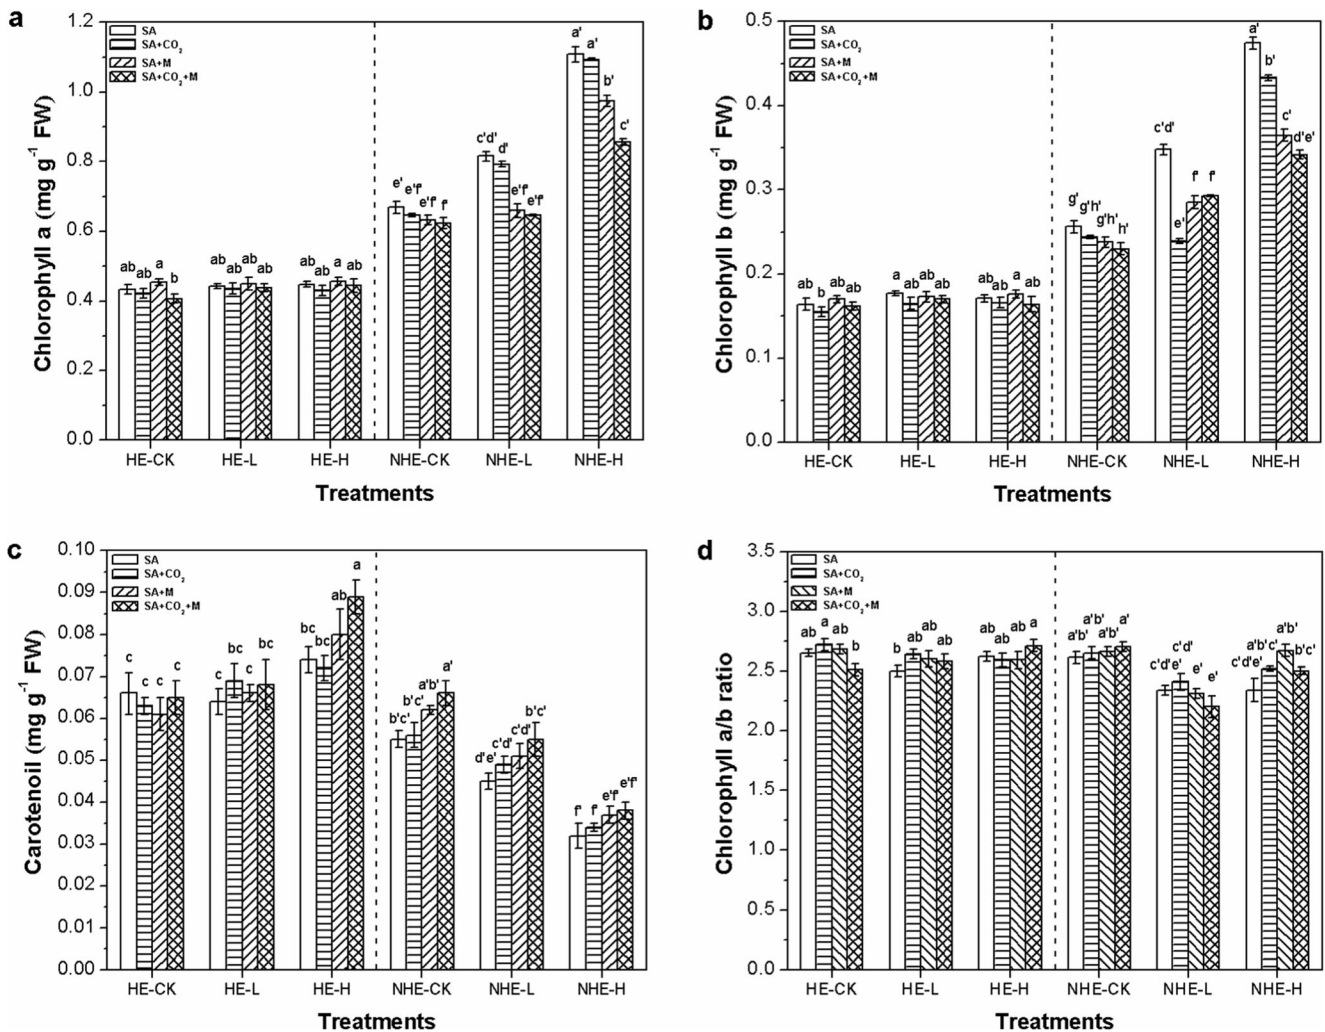 a
Chlorophyll a (mg g⁻¹ FW)
1.2
1.0
0.8
0.6
0.4
0.2
0.0
SA
SA+CO₂
SA+M
SA+CO₂+M
ab ab a b
ab ab ab ab
ab ab a ab
e' e'f' e'f' f'
c'd' d' e'f' e'f'
a' a' b' c'
HE-CK HE-L HE-H NHE-CK NHE-L NHE-H
Treatments
b
Chlorophyll b (mg g⁻¹ FW)
0.5
0.4
0.3
0.2
0.1
0.0
SA
SA+CO₂
SA+M
SA+CO₂+M
ab b ab ab
a ab ab ab
ab ab a ab
g' g'h' g'h' h'
c'd' e' f' f'
a' b' c' d'e'
HE-CK HE-L HE-H NHE-CK NHE-L NHE-H
Treatments
c
Carotenoil (mg g⁻¹ FW)
0.10
0.09
0.08
0.07
0.06
0.05
0.04
0.03
0.02
0.01
0.00
SA
SA+CO₂
SA+M
SA+CO₂+M
c c c c
c bc c bc
bc bc ab a
b'c' b'c' a'b' a'
d'e' c'd' c'd' b'c'
f' f' e'f' e'f'
HE-CK HE-L HE-H NHE-CK NHE-L NHE-H
Treatments
d
Chlorophyll a/b ratio
3.5
3.0
2.5
2.0
1.5
1.0
0.5
0.0
SA
SA+CO₂
SA+M
SA+CO₂+M
ab a ab b
b ab ab ab
ab ab ab a
a'b' a'b' a'b' a'
c'd'e' c'd' e' e'
c'd'e' a'b'c' a'b' b'c'
HE-CK HE-L HE-H NHE-CK NHE-L NHE-H
Treatments